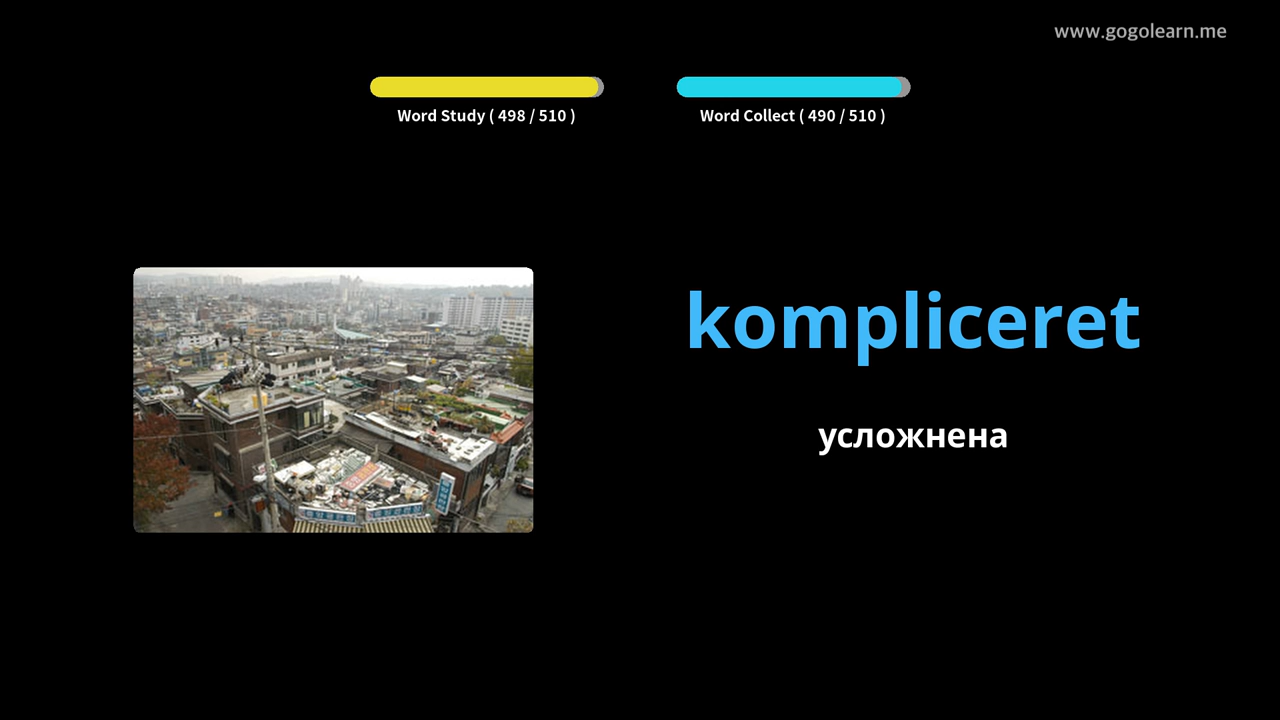 www.gogolearn.me
Word Study ( 498 / 510 )
Word Collect ( 490 / 510 )
kompliceret
усложнена